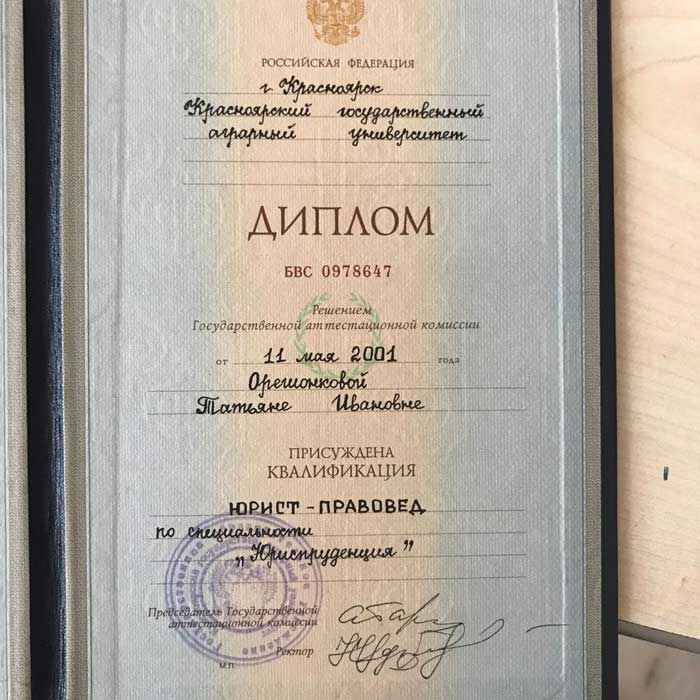 РОССИЙСКАЯ ФЕДЕРАЦИЯ
г. Красноярск
Красноярский государственный
аграрный университет
ДИПЛОМ
БВС 0978647
Решением
Государственной аттестационной комиссии
от 11 мая 2001 года
Орешонковой
Татьяне Ивановне
ПРИСУЖДЕНА
КВАЛИФИКАЦИЯ
ЮРИСТ - ПРАВОВЕД
по специальности
„Юриспруденция”
Председатель Государственной
аттестационной комиссии
Ректор
М.П.